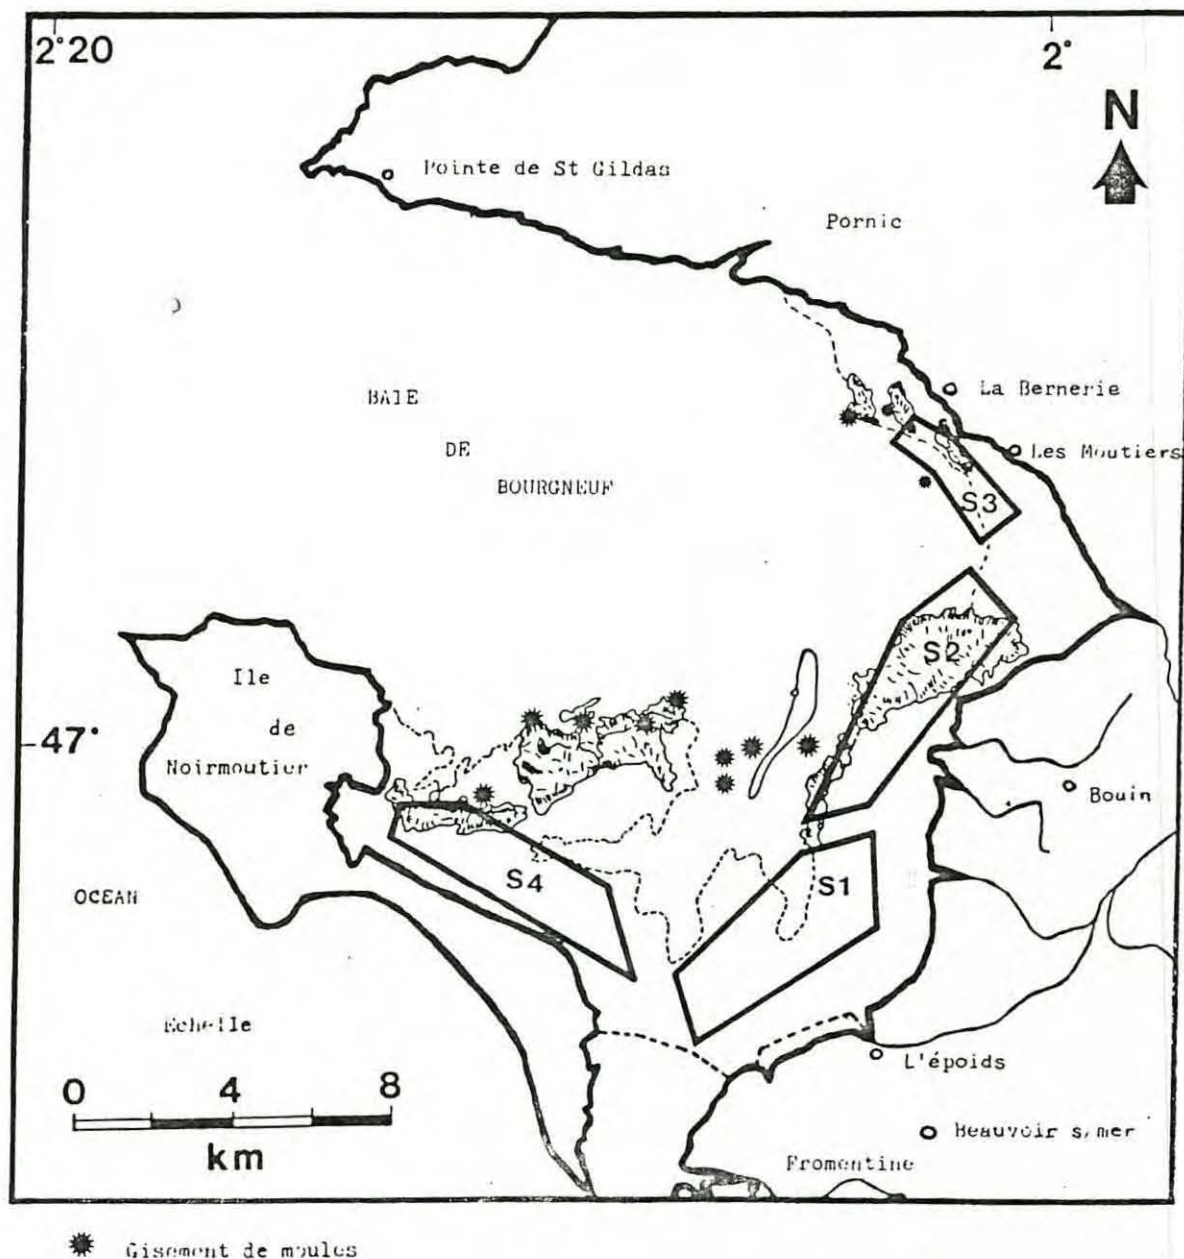 2°20
2°
N
Pointe de St Gildas
Pornic
BAIE
DE
BOURGNEUF
La Bernerie
Les Moutiers
S3
S2
Ile
de
Noirmoutier
47°
Bouin
S4
S1
OCEAN
Echelle
0 4 8
km
L'époids
Beauvoir s/mer
Fromentine
Gisement de moules